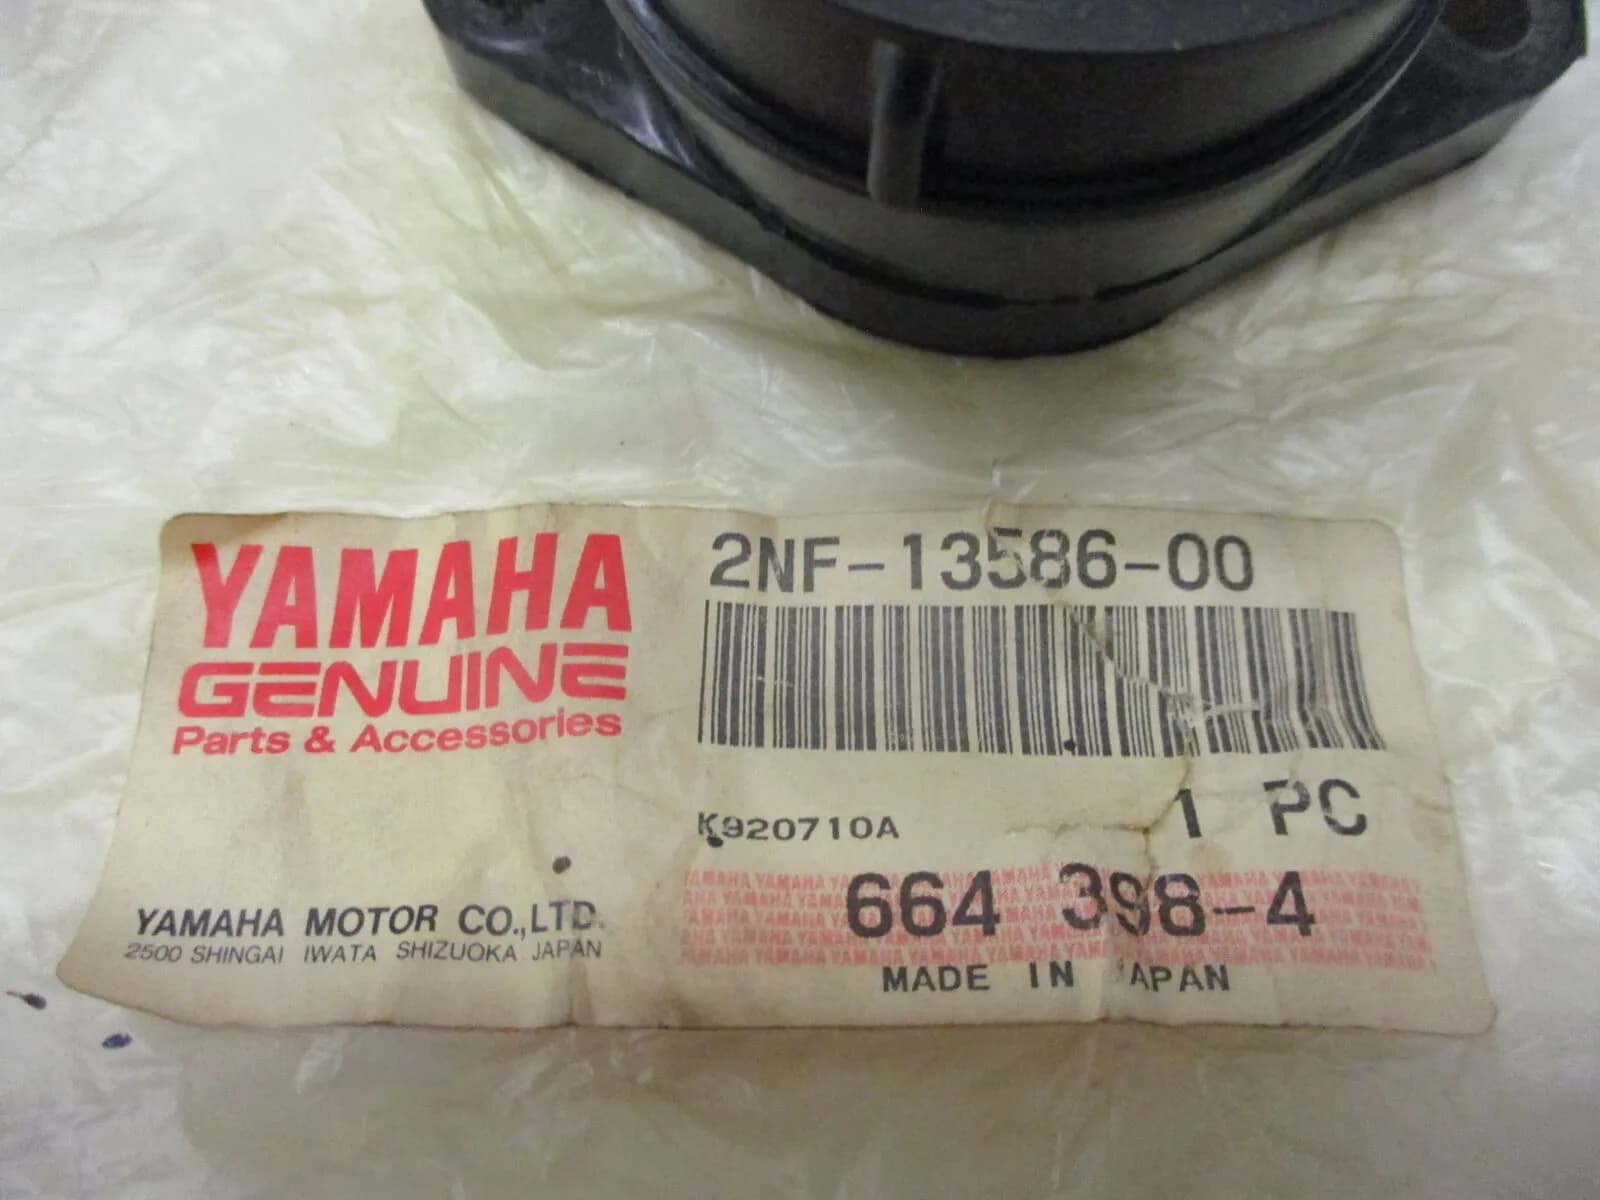 YAMAHA
GENUINE
Parts & Accessories
YAMAHA MOTOR CO.,LTD.
2500 SHINGAI IWATA SHIZUOKA JAPAN
2NF-13586-00
K920710A
1 PC
664 398-4
MADE IN JAPAN